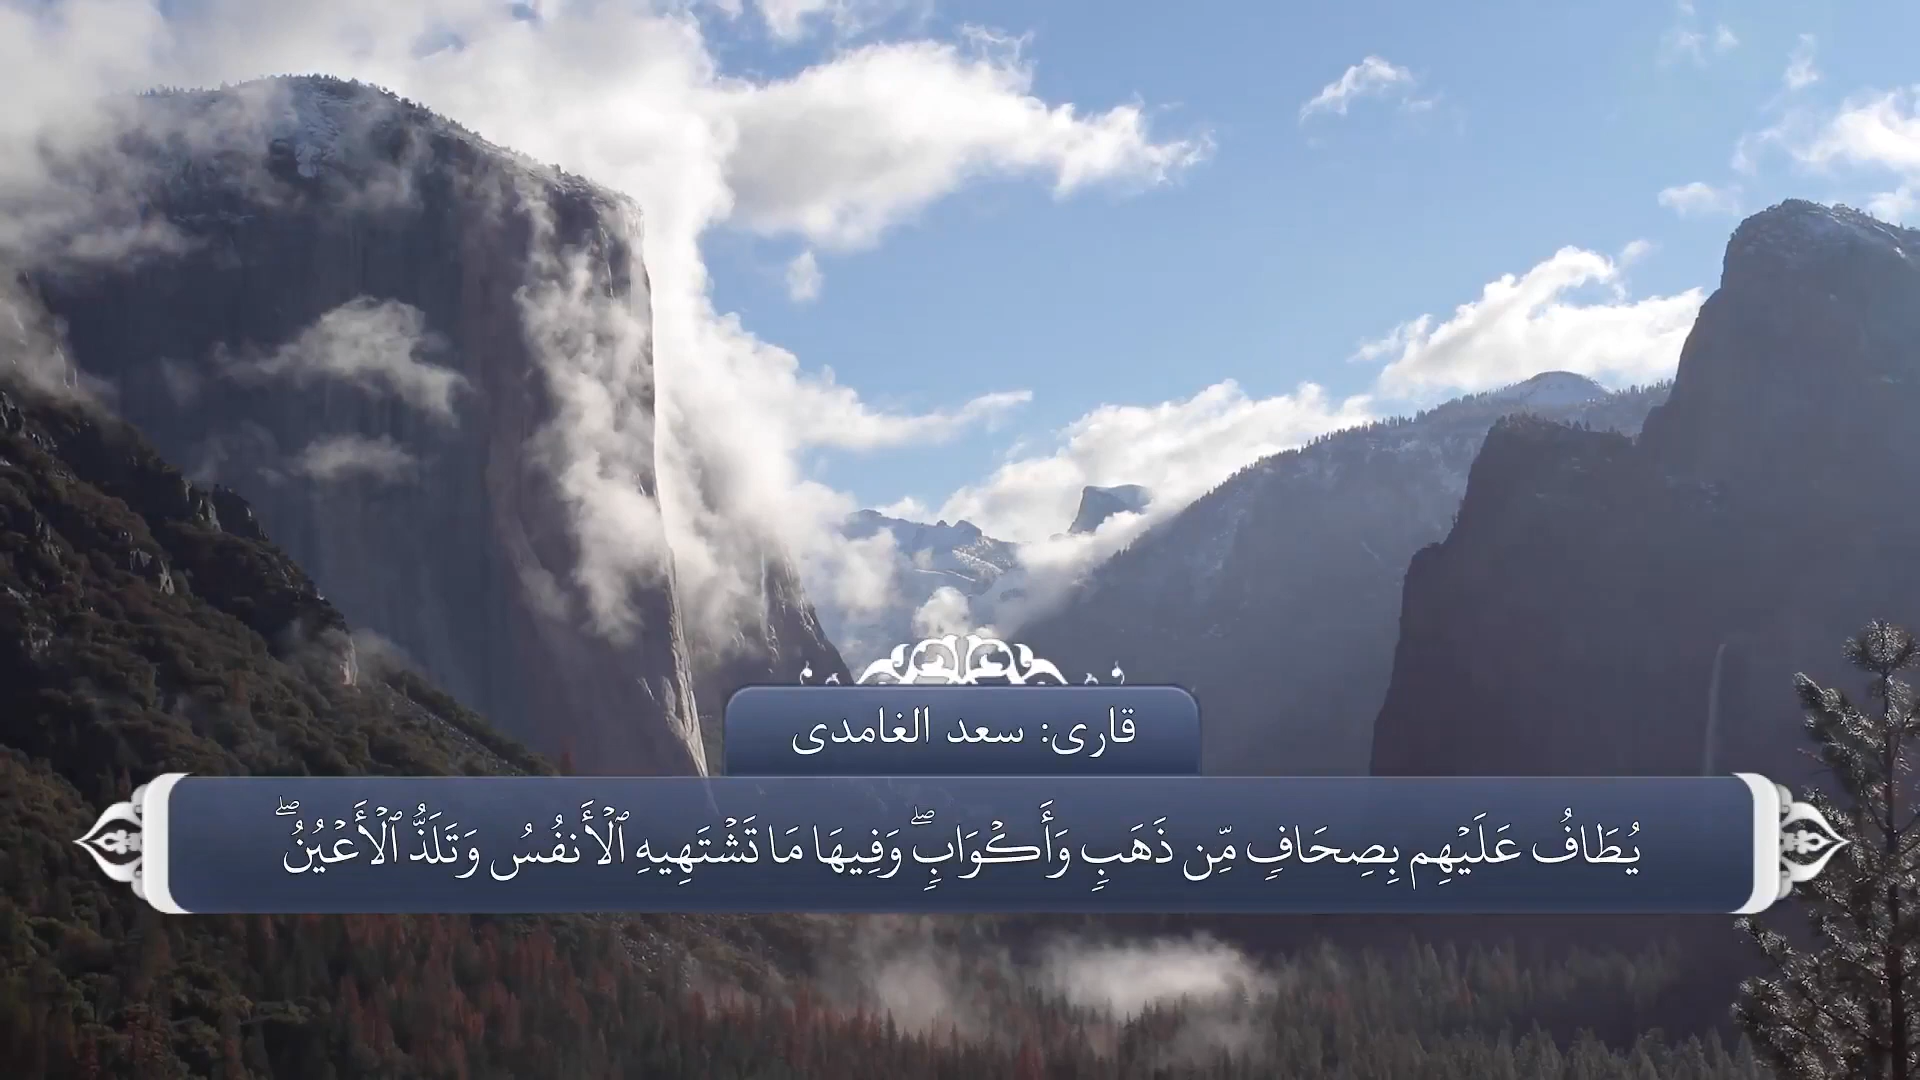 قاری: سعد الغامدی
يُطَافُ عَلَيْهِم بِصِحَافٍ مِّن ذَهَبٍ وَأَكْوَابٍ ۖ وَفِيهَا مَا تَشْتَهِيهِ ٱلْأَنفُسُ وَتَلَذُّ ٱلْأَعْيُنُ ۖ